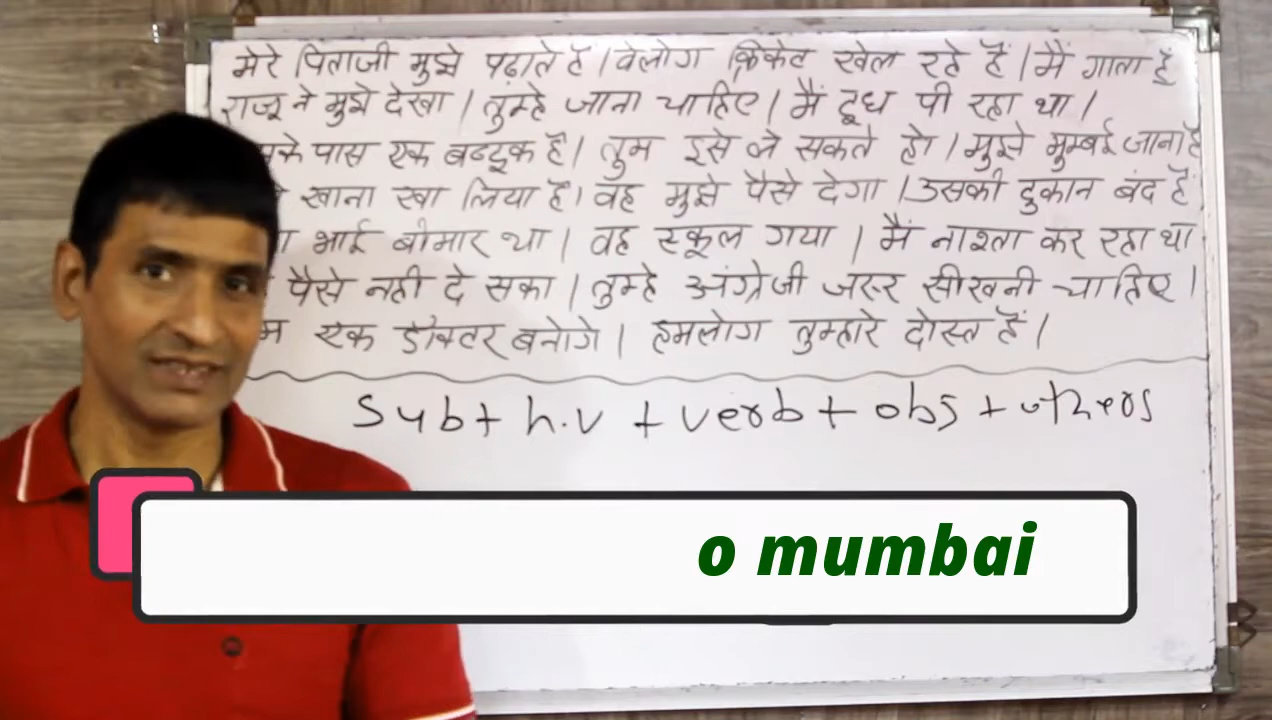 मेरे पिताजी मुझे पढ़ाते हैं । वेलोग क्रिकेट खेल रहे हैं । मैं गाता हूँ
राजू ने मुझे देखा । तुम्हे जाना चाहिए । मैं दूध पी रहा था ।
के पास एक बन्दूक है । तुम इसे ले सकते हो । मुझे मुम्बई जाना है
खाना खा लिया है । वह मुझे पैसे देगा । उसकी दुकान बंद है
भाई बीमार था । वह स्कूल गया । मैं नाश्ता कर रहा था
पैसे नही दे सका । तुम्हे अंग्रेजी जरूर सीखनी चाहिए ।
एक डॉक्टर बनोगे । हमलोग तुम्हारे दोस्त हैं ।
Sub + h.v + verb + obj + others
o mumbai